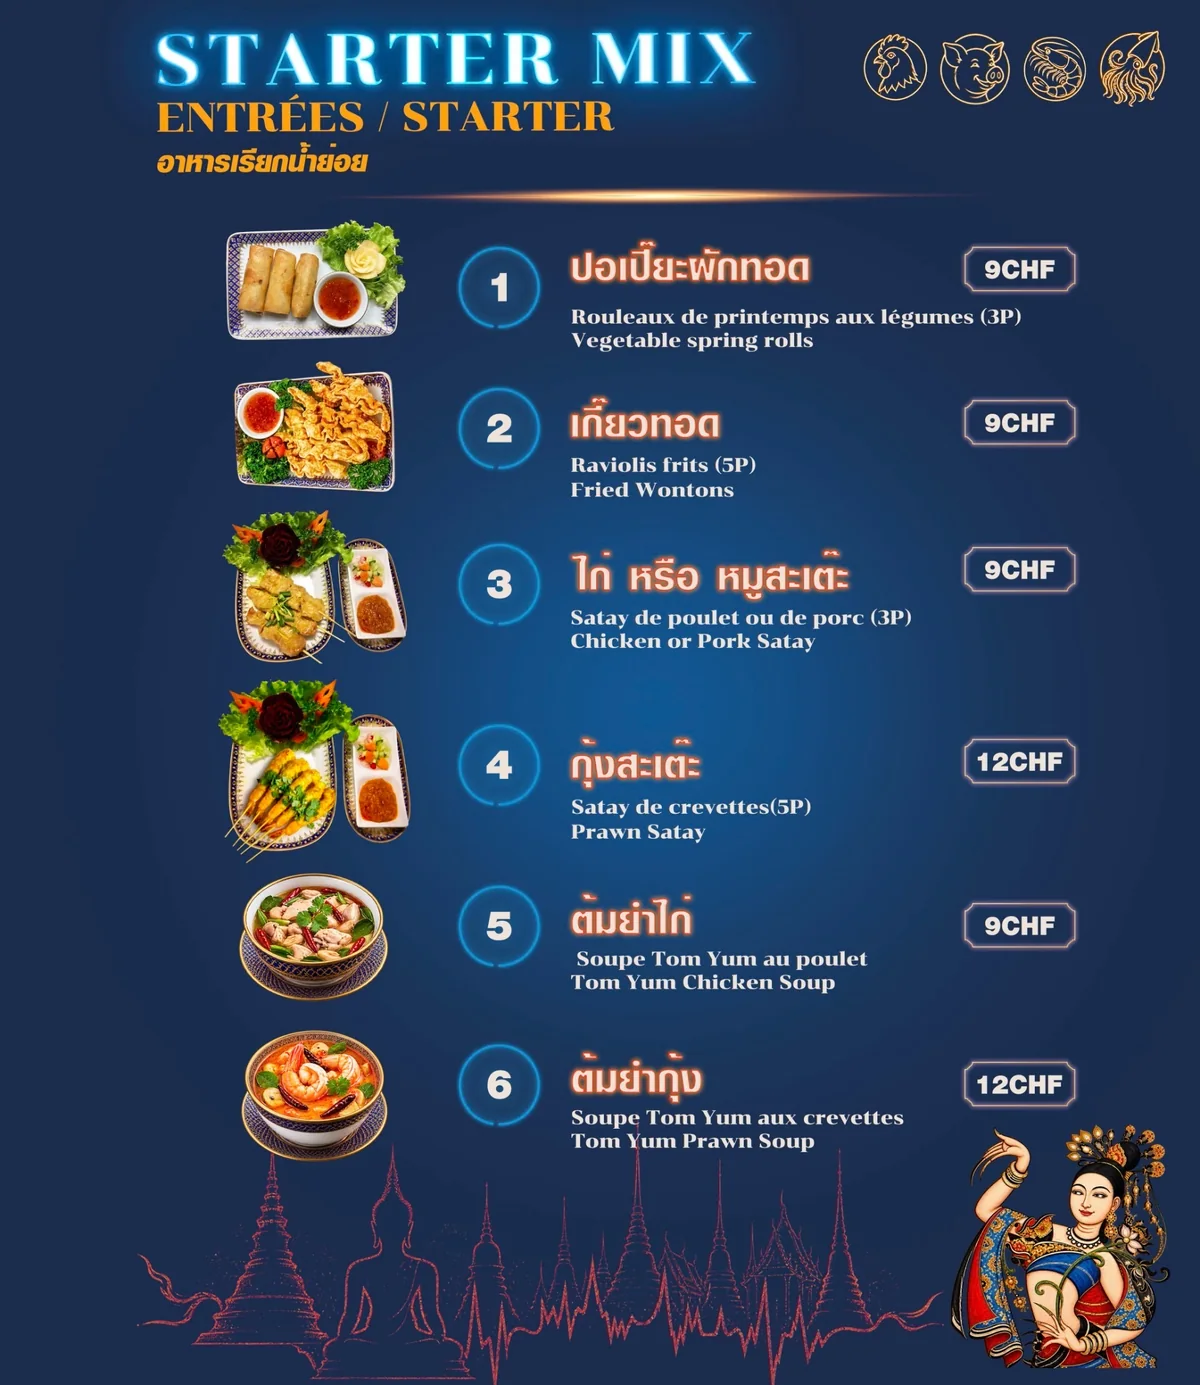 STARTER MIX
ENTRÉES / STARTER
อาหารเรียกน้ำย่อย
1
ปอเปี๊ยะผักทอด
9CHF
Rouleaux de printemps aux légumes (3P)
Vegetable spring rolls
2
เกี๊ยวทอด
9CHF
Raviolis frits (5P)
Fried Wontons
3
ไก่ หรือ หมูสะเต๊ะ
9CHF
Satay de poulet ou de porc (3P)
Chicken or Pork Satay
4
กุ้งสะเต๊ะ
12CHF
Satay de crevettes(5P)
Prawn Satay
5
ต้มยำไก่
9CHF
Soupe Tom Yum au poulet
Tom Yum Chicken Soup
6
ต้มยำกุ้ง
12CHF
Soupe Tom Yum aux crevettes
Tom Yum Prawn Soup